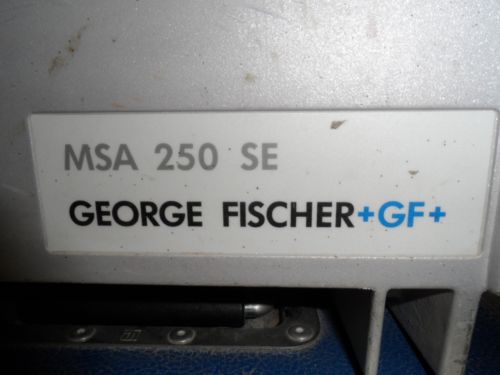 MSA 250 SE
GEORGE FISCHER +GF+